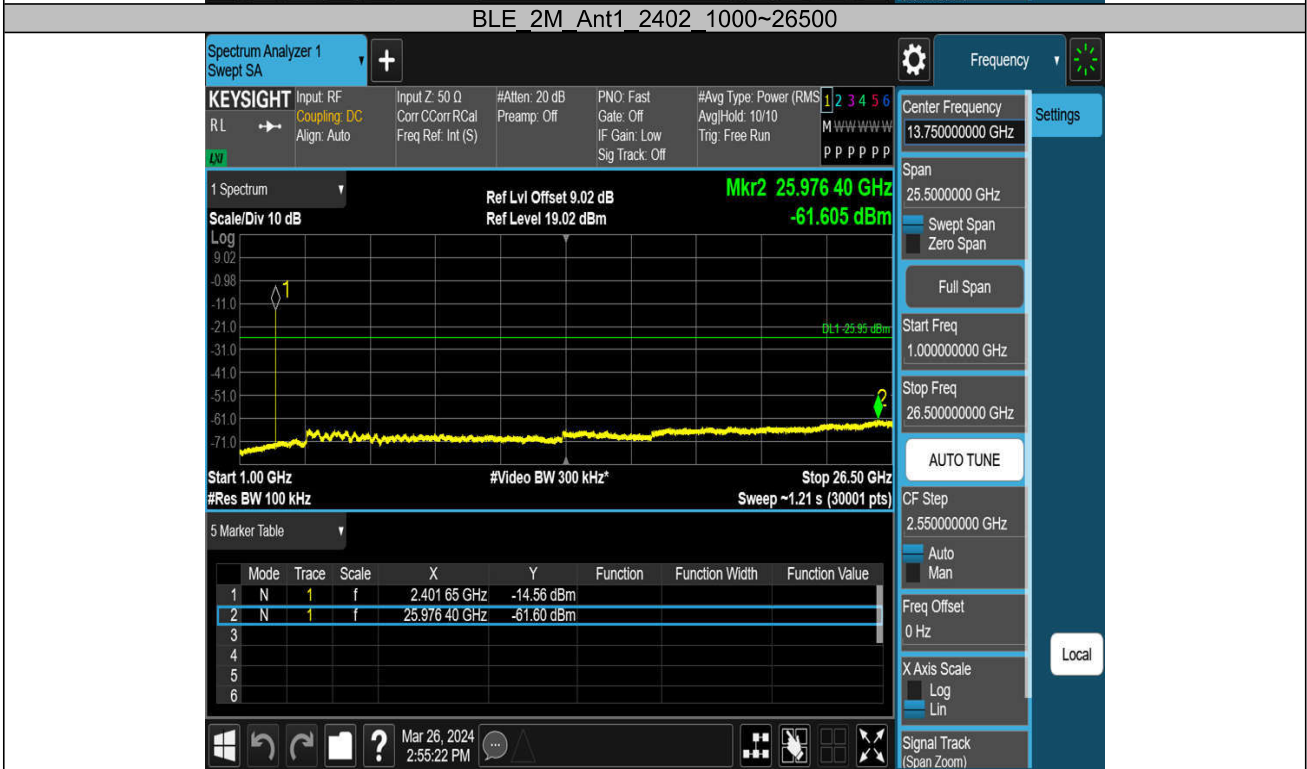 BLE_2M_Ant1_2402_1000~26500
Spectrum Analyzer 1
Swept SA
+
Frequency
KEYSIGHT
RL
LXI
Input: RF
Coupling: DC
Align: Auto
Input Z: 50 Ω
Corr CCorr RCal
Freq Ref: Int (S)
#Atten: 20 dB
Preamp: Off
PNO: Fast
Gate: Off
IF Gain: Low
Sig Track: Off
#Avg Type: Power (RMS
Avg|Hold: 10/10
Trig: Free Run
1 2 3 4 5 6
M W W W W W
P P P P P P
1 Spectrum
Scale/Div 10 dB
Log
Ref Lvl Offset 9.02 dB
Ref Level 19.02 dBm
Mkr2 25.976 40 GHz
-61.605 dBm
9.02
-0.98
-11.0
-21.0
-31.0
-41.0
-51.0
-61.0
-71.0
1
DL1 -25.95 dBm
2
Start 1.00 GHz
#Video BW 300 kHz*
Stop 26.50 GHz
#Res BW 100 kHz
Sweep ~1.21 s (30001 pts)
5 Marker Table
Mode Trace Scale X Y Function Function Width Function Value
1 N 1 f 2.401 65 GHz -14.56 dBm
2 N 1 f 25.976 40 GHz -61.60 dBm
3
4
5
6
Mar 26, 2024
2:55:22 PM
?
Center Frequency
13.750000000 GHz
Span
25.5000000 GHz
Swept Span
Zero Span
Full Span
Start Freq
1.000000000 GHz
Stop Freq
26.500000000 GHz
AUTO TUNE
CF Step
2.550000000 GHz
Auto
Man
Freq Offset
0 Hz
X Axis Scale
Log
Lin
Signal Track
(Span Zoom)
Settings
Local